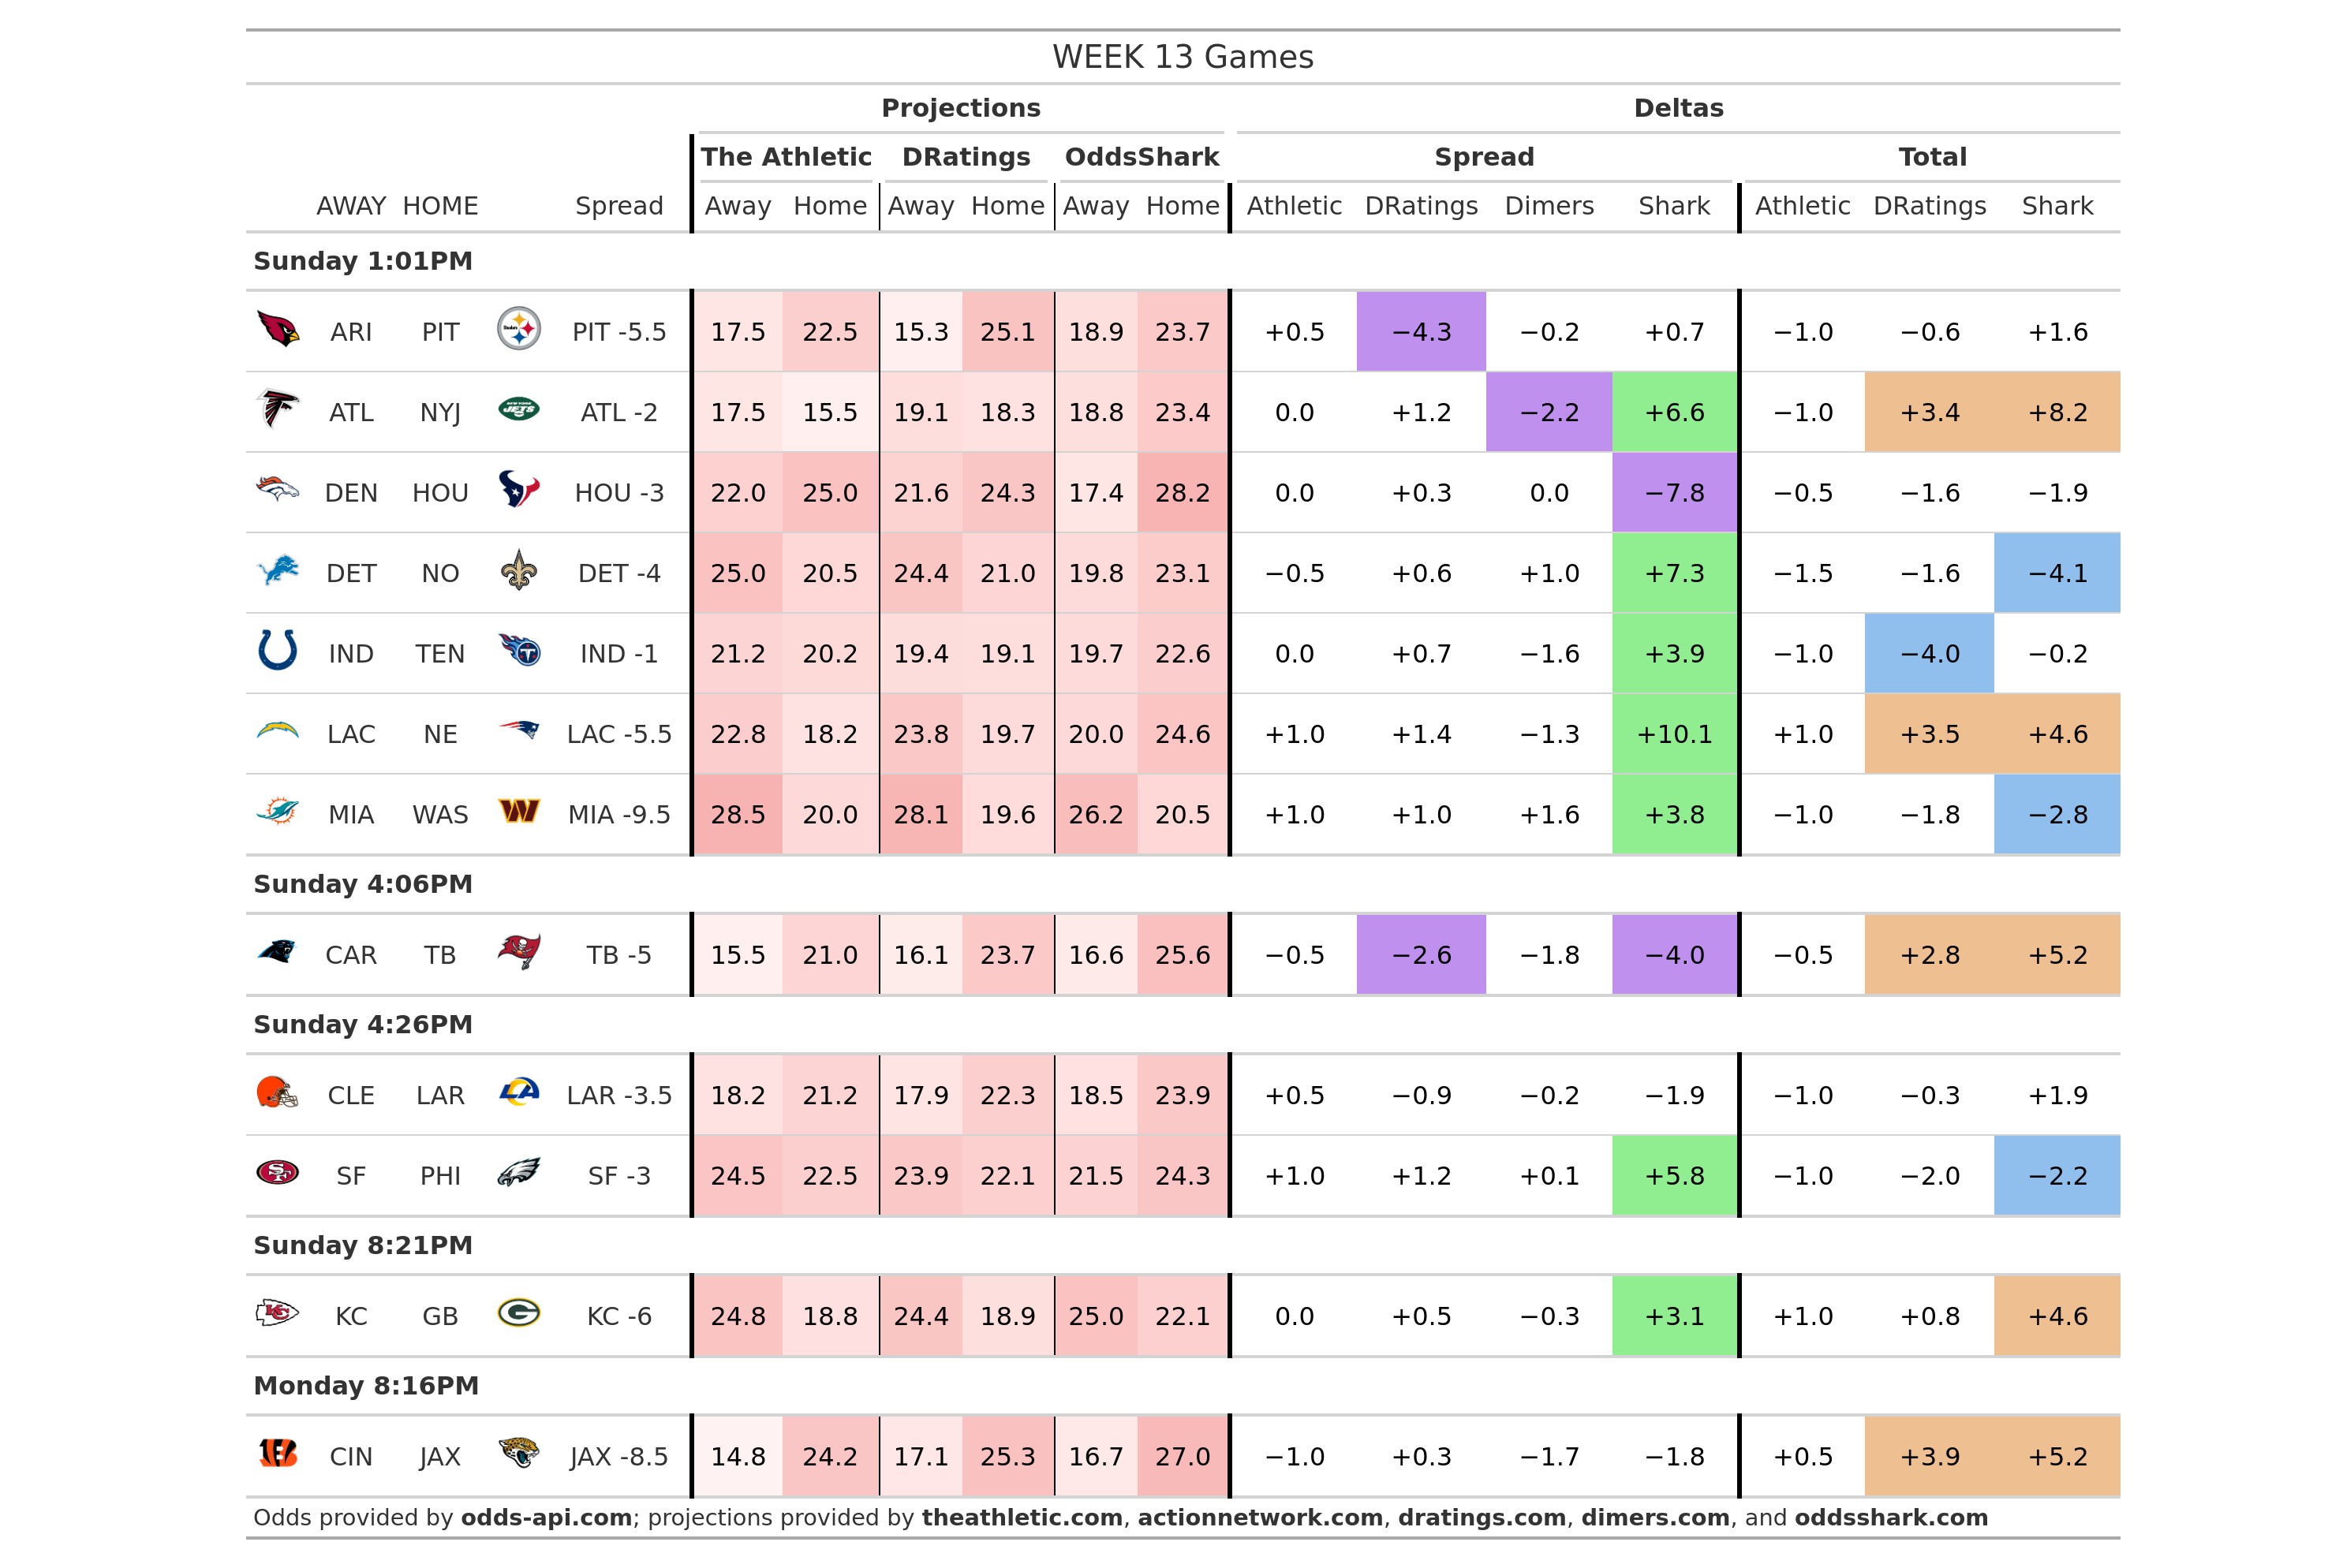 WEEK 13 Games
Projections Deltas
The Athletic DRatings OddsShark Spread Total
AWAY HOME Spread Away Home Away Home Away Home Athletic DRatings Dimers Shark Athletic DRatings Shark
Sunday 1:01PM
ARI PIT PIT -5.5 17.5 22.5 15.3 25.1 18.9 23.7 +0.5 −4.3 −0.2 +0.7 −1.0 −0.6 +1.6
ATL NYJ ATL -2 17.5 15.5 19.1 18.3 18.8 23.4 0.0 +1.2 −2.2 +6.6 −1.0 +3.4 +8.2
DEN HOU HOU -3 22.0 25.0 21.6 24.3 17.4 28.2 0.0 +0.3 0.0 −7.8 −0.5 −1.6 −1.9
DET NO DET -4 25.0 20.5 24.4 21.0 19.8 23.1 −0.5 +0.6 +1.0 +7.3 −1.5 −1.6 −4.1
IND TEN IND -1 21.2 20.2 19.4 19.1 19.7 22.6 0.0 +0.7 −1.6 +3.9 −1.0 −4.0 −0.2
LAC NE LAC -5.5 22.8 18.2 23.8 19.7 20.0 24.6 +1.0 +1.4 −1.3 +10.1 +1.0 +3.5 +4.6
MIA WAS MIA -9.5 28.5 20.0 28.1 19.6 26.2 20.5 +1.0 +1.0 +1.6 +3.8 −1.0 −1.8 −2.8
Sunday 4:06PM
CAR TB TB -5 15.5 21.0 16.1 23.7 16.6 25.6 −0.5 −2.6 −1.8 −4.0 −0.5 +2.8 +5.2
Sunday 4:26PM
CLE LAR LAR -3.5 18.2 21.2 17.9 22.3 18.5 23.9 +0.5 −0.9 −0.2 −1.9 −1.0 −0.3 +1.9
SF PHI SF -3 24.5 22.5 23.9 22.1 21.5 24.3 +1.0 +1.2 +0.1 +5.8 −1.0 −2.0 −2.2
Sunday 8:21PM
KC GB KC -6 24.8 18.8 24.4 18.9 25.0 22.1 0.0 +0.5 −0.3 +3.1 +1.0 +0.8 +4.6
Monday 8:16PM
CIN JAX JAX -8.5 14.8 24.2 17.1 25.3 16.7 27.0 −1.0 +0.3 −1.7 −1.8 +0.5 +3.9 +5.2
Odds provided by odds-api.com; projections provided by theathletic.com, actionnetwork.com, dratings.com, dimers.com, and oddsshark.com